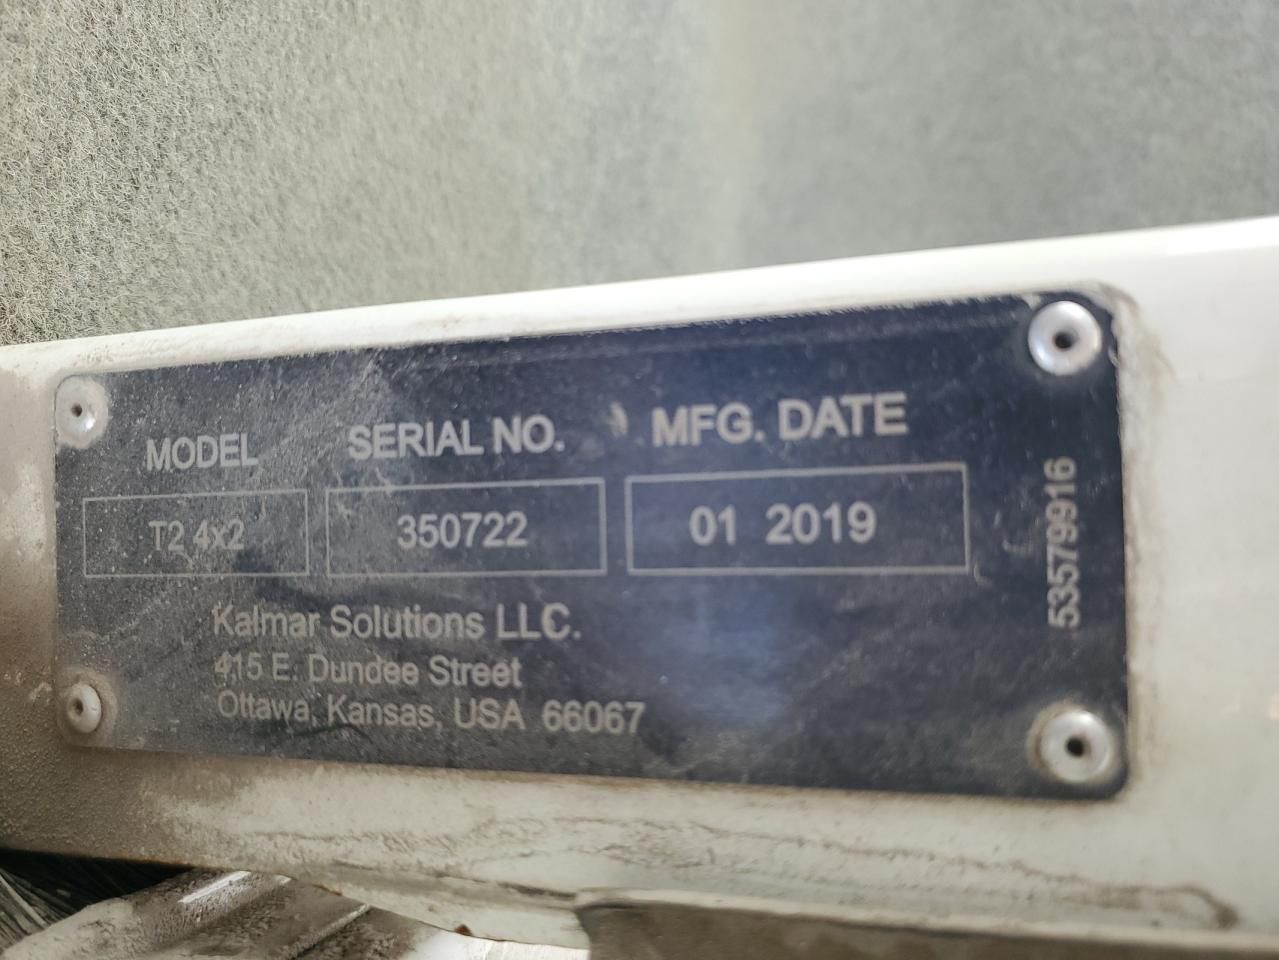 MODEL SERIAL NO. MFG. DATE
T2 4x2 350722 01 2019
Kalmar Solutions LLC.
415 E. Dundee Street
Ottawa, Kansas, USA 66067
53579916